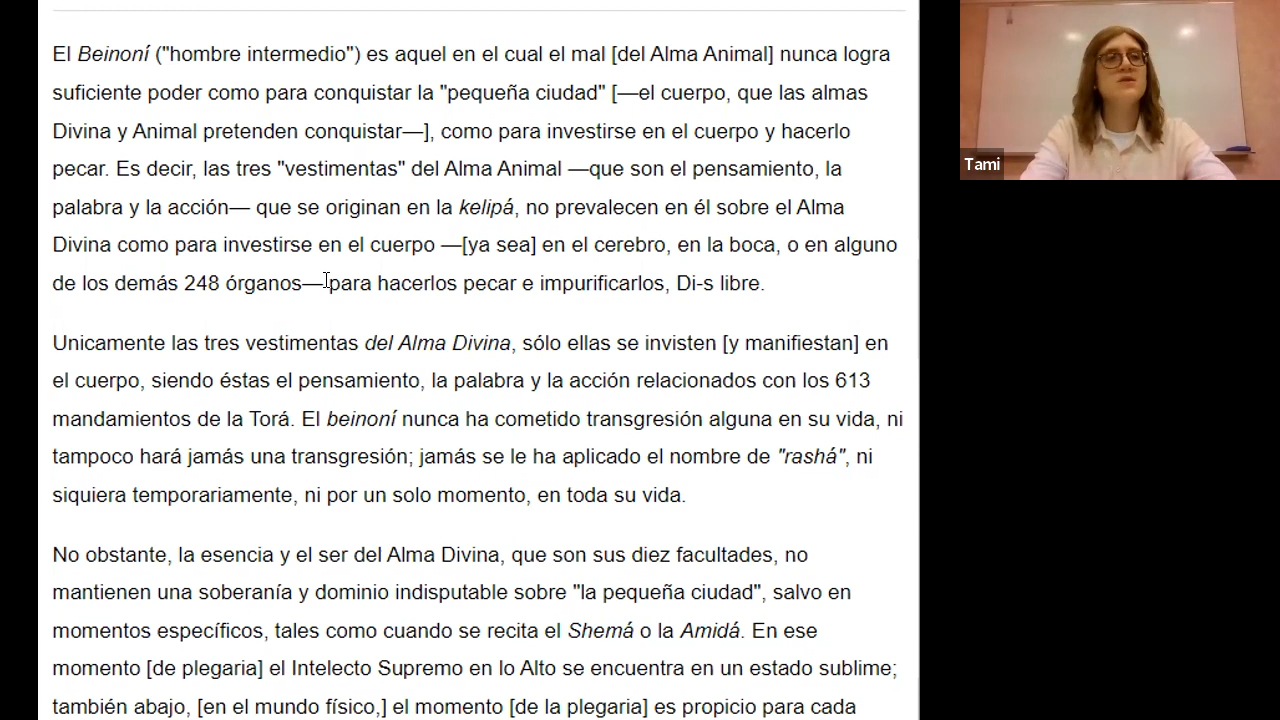 El Beinoní ("hombre intermedio") es aquel en el cual el mal [del Alma Animal] nunca logra
suficiente poder como para conquistar la "pequeña ciudad" [—el cuerpo, que las almas
Divina y Animal pretenden conquistar—], como para investirse en el cuerpo y hacerlo
pecar. Es decir, las tres "vestimentas" del Alma Animal —que son el pensamiento, la
palabra y la acción— que se originan en la kelipá, no prevalecen en él sobre el Alma
Divina como para investirse en el cuerpo —[ya sea] en el cerebro, en la boca, o en alguno
de los demás 248 órganos— para hacerlos pecar e impurificarlos, Di-s libre.
Unicamente las tres vestimentas del Alma Divina, sólo ellas se invisten [y manifiestan] en
el cuerpo, siendo éstas el pensamiento, la palabra y la acción relacionados con los 613
mandamientos de la Torá. El beinoní nunca ha cometido transgresión alguna en su vida, ni
tampoco hará jamás una transgresión; jamás se le ha aplicado el nombre de "rashá", ni
siquiera temporariamente, ni por un solo momento, en toda su vida.
No obstante, la esencia y el ser del Alma Divina, que son sus diez facultades, no
mantienen una soberanía y dominio indisputable sobre "la pequeña ciudad", salvo en
momentos específicos, tales como cuando se recita el Shemá o la Amidá. En ese
momento [de plegaria] el Intelecto Supremo en lo Alto se encuentra en un estado sublime;
también abajo, [en el mundo físico,] el momento [de la plegaria] es propicio para cada
Tami